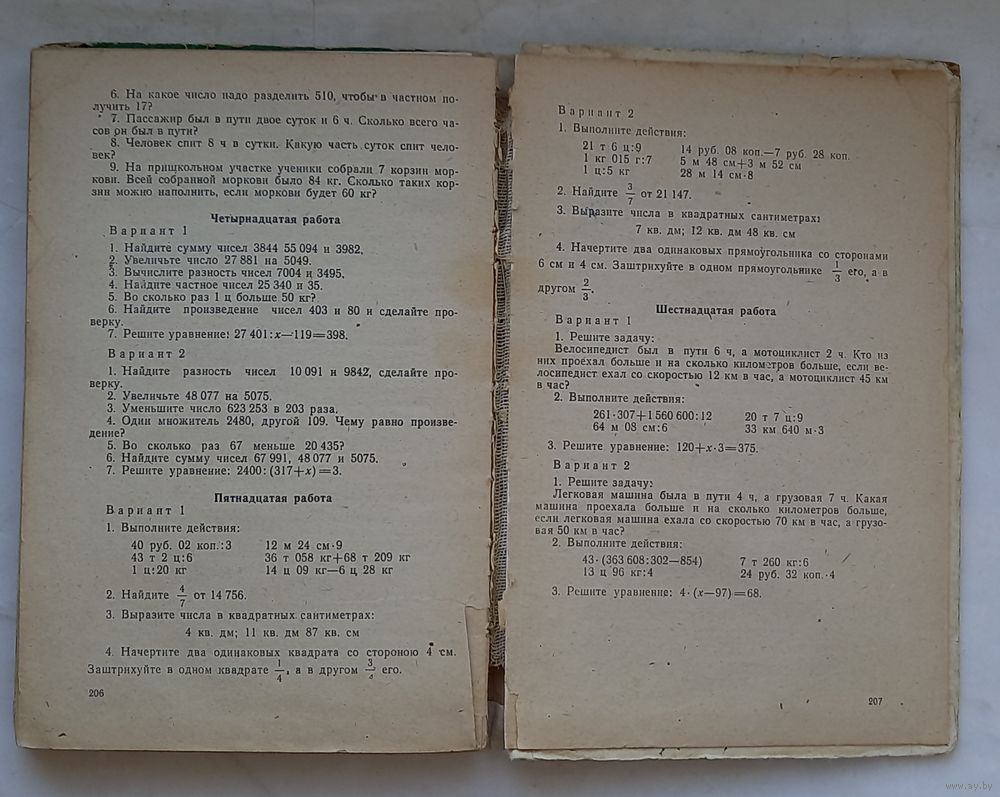 6. На какое число надо разделить 510, чтобы в частном по-
лучить 17?
7. Пассажир был в пути двое суток и 6 ч. Сколько всего ча-
сов он был в пути?
8. Человек спит 8 ч в сутки. Какую часть суток спит чело-
век?
9. На пришкольном участке ученики собрали 7 корзин мор-
кови. Всей собранной моркови было 84 кг. Сколько таких кор-
зин можно наполнить, если моркови будет 60 кг?
Четырнадцатая работа
Вариант 1
1. Найдите сумму чисел 3844 55 094 и 3982.
2. Увеличьте число 27 881 на 5049.
3. Вычислите разность чисел 7004 и 3495.
4. Найдите частное чисел 25 340 и 35.
5. Во сколько раз 1 ц больше 50 кг?
6. Найдите произведение чисел 403 и 80 и сделайте про-
верку.
7. Решите уравнение: 27 401:x—119=398.
Вариант 2
1. Найдите разность чисел 10 091 и 9842, сделайте про-
верку.
2. Увеличьте 48 077 на 5075.
3. Уменьшите число 623 253 в 203 раза.
4. Один множитель 2480, другой 109. Чему равно произве-
дение?
5. Во сколько раз 67 меньше 20 435?
6. Найдите сумму чисел 67 991, 48 077 и 5075.
7. Решите уравнение: 2400:(317+x)=3.
Пятнадцатая работа
Вариант 1
1. Выполните действия:
40 руб. 02 коп.:3 12 м 24 см·9
43 т 2 ц:6 36 т 058 кг+68 т 209 кг
1 ц:20 кг 14 ц 09 кг—6 ц 28 кг
2. Найдите 4/7 от 14 756.
3. Выразите числа в квадратных сантиметрах:
4 кв. дм; 11 кв. дм 87 кв. см
4. Начертите два одинаковых квадрата со стороною 4 см.
Заштрихуйте в одном квадрате 1/4, а в другом 3/4 его.
206
Вариант 2
1. Выполните действия:
21 т 6 ц:9 14 руб. 08 коп.—7 руб. 28 коп.
1 кг 015 г:7 5 м 48 см+3 м 52 см
1 ц:5 кг 28 м 14 см·8
2. Найдите 3/7 от 21 147.
3. Выразите числа в квадратных сантиметрах:
7 кв. дм; 12 кв. дм 48 кв. см
4. Начертите два одинаковых прямоугольника со сторонами
6 см и 4 см. Заштрихуйте в одном прямоугольнике 1/3 его, а в
другом 2/3.
Шестнадцатая работа
Вариант 1
1. Решите задачу:
Велосипедист был в пути 6 ч, а мотоциклист 2 ч. Кто из
них проехал больше и на сколько километров больше, если ве-
лосипедист ехал со скоростью 12 км в час, а мотоциклист 45 км
в час?
2. Выполните действия:
261·307+1 560 600:12 20 т 7 ц:9
64 м 08 см:6 33 км 640 м·3
3. Решите уравнение: 120+x·3=375.
Вариант 2
1. Решите задачу:
Легковая машина была в пути 4 ч, а грузовая 7 ч. Какая
машина проехала больше и на сколько километров больше,
если легковая машина ехала со скоростью 70 км в час, а грузо-
вая 50 км в час?
2. Выполните действия:
43·(363 608:302—854) 7 т 260 кг:6
13 ц 96 кг:4 24 руб. 32 коп.·4
3. Решите уравнение: 4·(x—97)=68.
207
www.ay.by